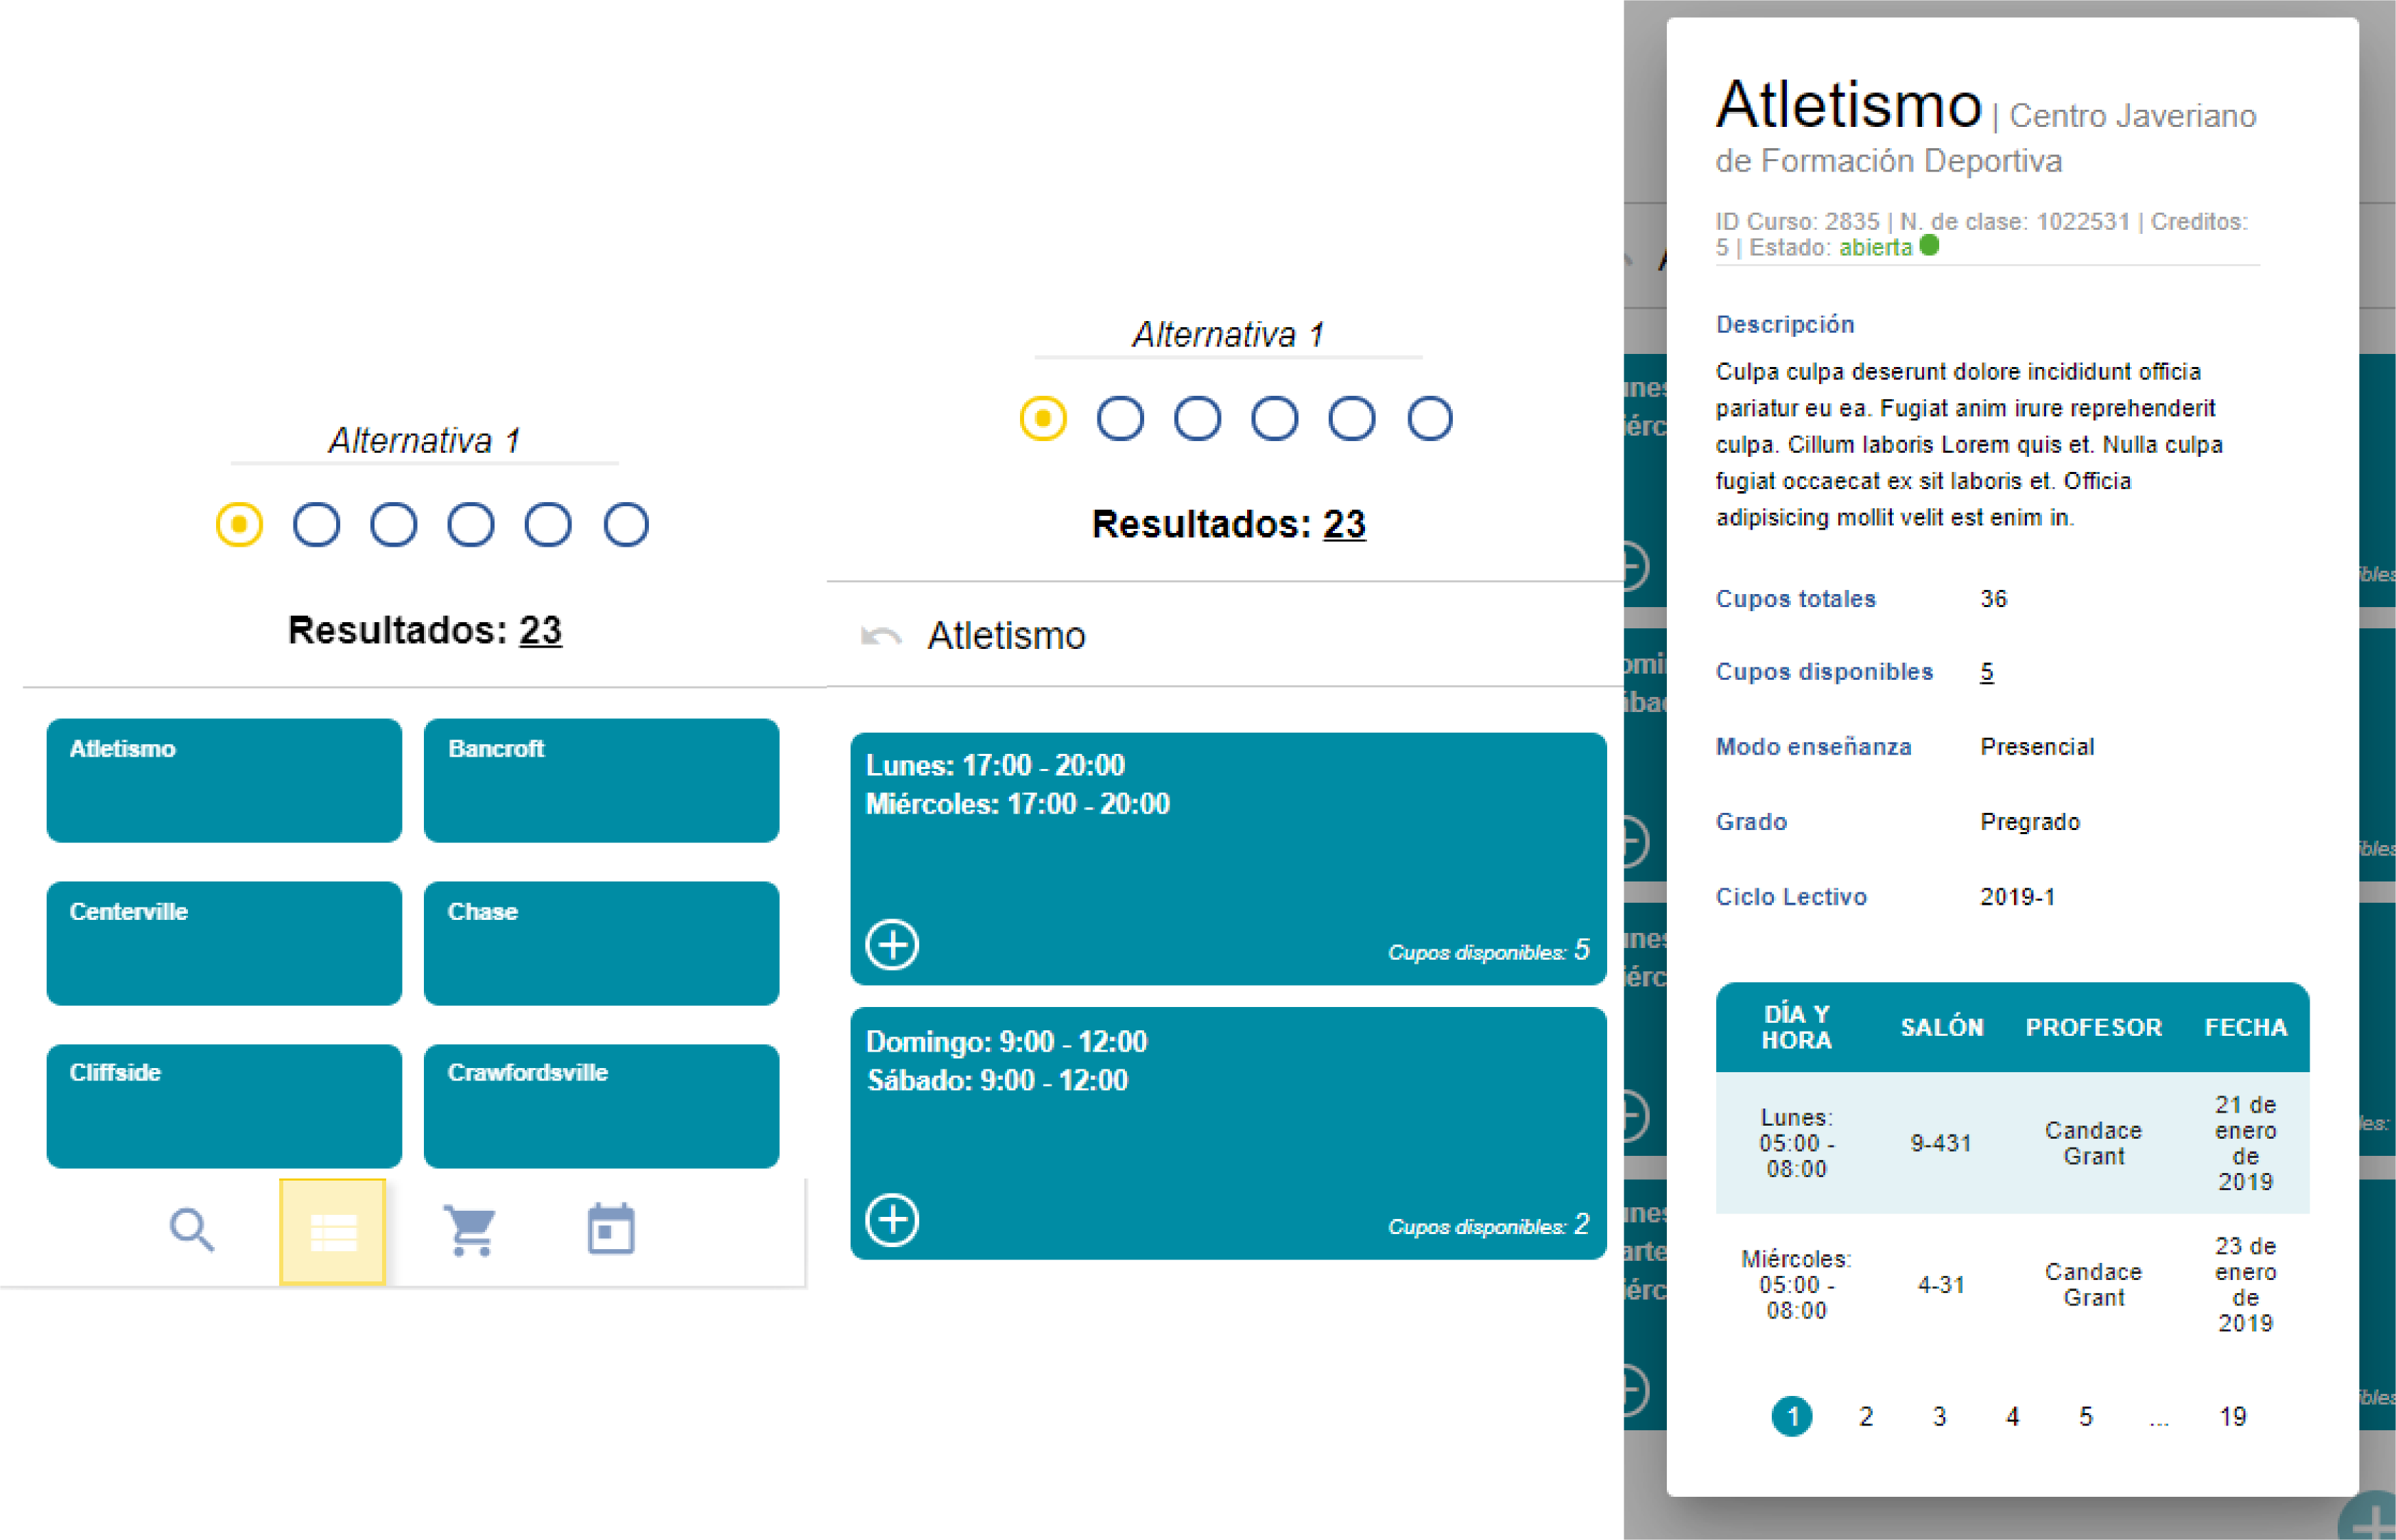 Alternativa 1
Resultados: 23
Atletismo
Bancroft
Centerville
Chase
Cliffside
Crawfordsville
Alternativa 1
Resultados: 23
Atletismo
Lunes: 17:00 - 20:00
Miércoles: 17:00 - 20:00
Cupos disponibles: 5
Domingo: 9:00 - 12:00
Sábado: 9:00 - 12:00
Cupos disponibles: 2
Atletismo | Centro Javeriano
de Formación Deportiva
ID Curso: 2835 | N. de clase: 1022531 | Creditos:
5 | Estado: abierta
Descripción
Culpa culpa deserunt dolore incididunt officia
pariatur eu ea. Fugiat anim irure reprehenderit
culpa. Cillum laboris Lorem quis et. Nulla culpa
fugiat occaecat ex sit laboris et. Officia
adipisicing mollit velit est enim in.
Cupos totales 36
Cupos disponibles 5
Modo enseñanza Presencial
Grado Pregrado
Ciclo Lectivo 2019-1
DÍA Y
HORA
SALÓN
PROFESOR
FECHA
Lunes:
05:00 -
08:00
9-431
Candace
Grant
21 de
enero
de
2019
Miércoles:
05:00 -
08:00
4-31
Candace
Grant
23 de
enero
de
2019
1 2 3 4 5 ... 19